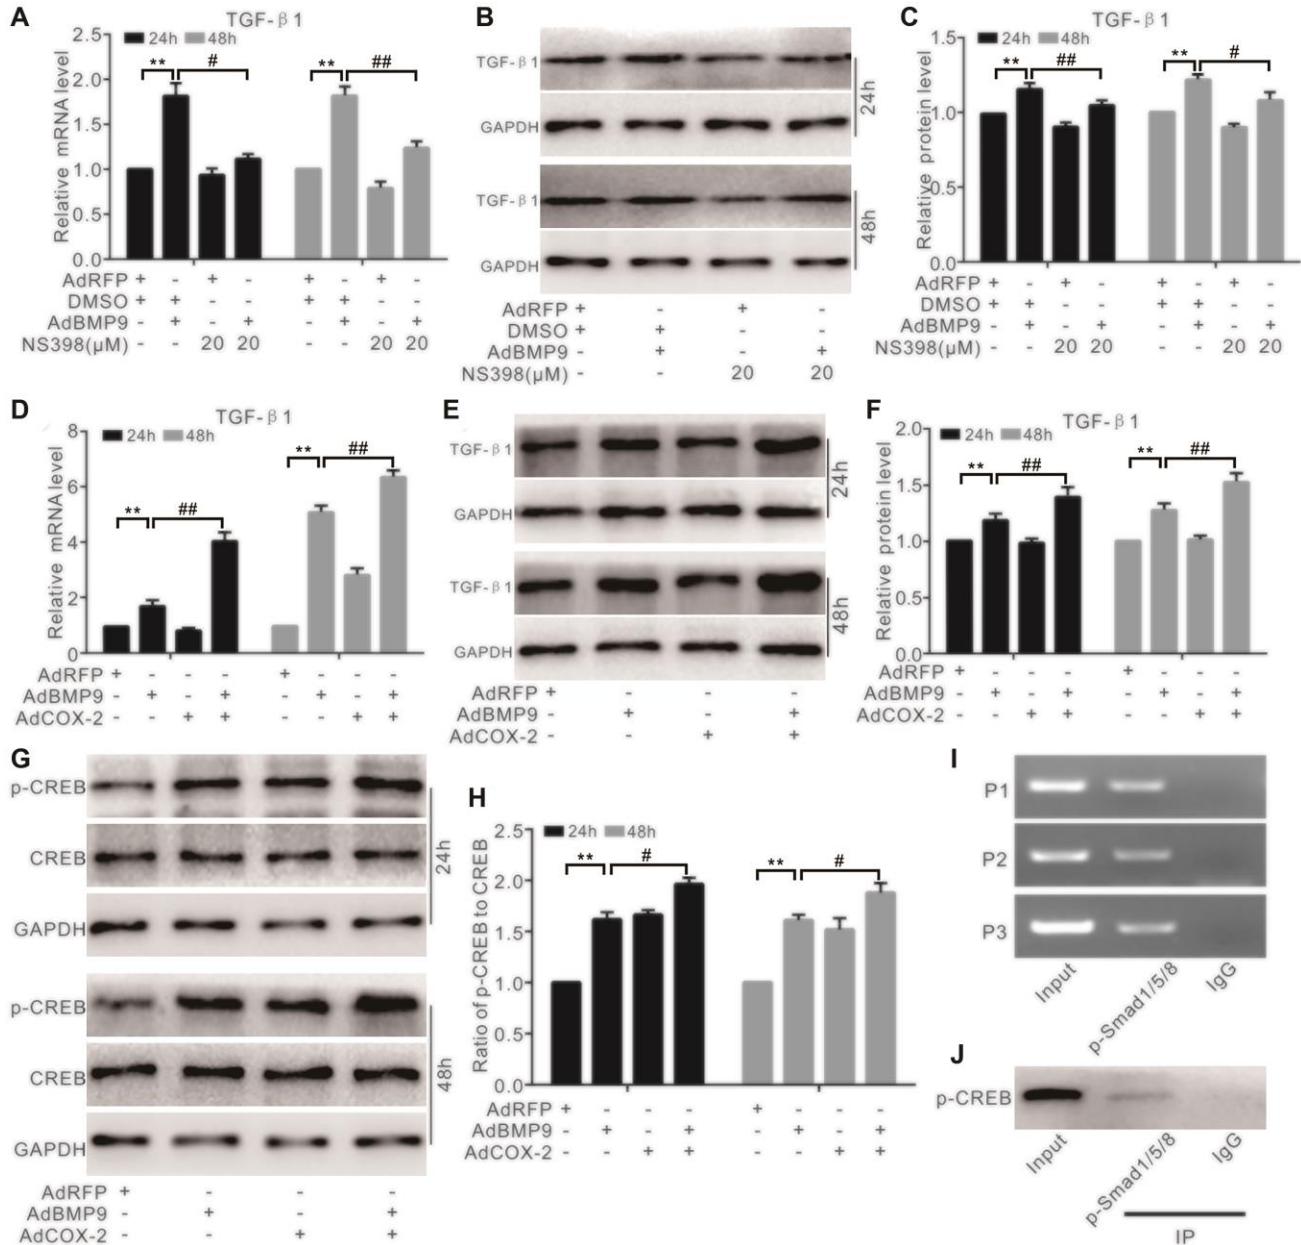 A
TGF-β1
24h 48h
** # ** ##
Relative mRNA level
2.5
2.0
1.5
1.0
0.5
0.0
AdRFP + - + - + - + -
DMSO + + - - + + - -
AdBMP9 - + - + - + - +
NS398(μM) - - 20 20 - - 20 20
B
TGF-β1
GAPDH
24h
TGF-β1
GAPDH
48h
AdRFP + - + -
DMSO + + - -
AdBMP9 - + - +
NS398(μM) - - 20 20
C
TGF-β1
24h 48h
** ## ** #
Relative protein level
1.5
1.0
0.5
0.0
AdRFP + - + - + - + -
DMSO + + - - + + - -
AdBMP9 - + - + - + - +
NS398(μM) - - 20 20 - - 20 20
D
TGF-β1
24h 48h
** ## ** ##
Relative mRNA level
8
6
4
2
0
AdRFP + - - - + - - -
AdBMP9 - + - + - + - +
AdCOX-2 - - + + - - + +
E
TGF-β1
GAPDH
24h
TGF-β1
GAPDH
48h
AdRFP + - - -
AdBMP9 - + - +
AdCOX-2 - - + +
F
TGF-β1
24h 48h
** ## ** ##
Relative protein level
2.0
1.5
1.0
0.5
0.0
AdRFP + - - - + - - -
AdBMP9 - + - + - + - +
AdCOX-2 - - + + - - + +
G
p-CREB
CREB
GAPDH
24h
p-CREB
CREB
GAPDH
48h
AdRFP + - - -
AdBMP9 - + - +
AdCOX-2 - - + +
H
24h 48h
** # ** #
Ratio of p-CREB to CREB
2.5
2.0
1.5
1.0
0.5
0.0
AdRFP + - - - + - - -
AdBMP9 - + - + - + - +
AdCOX-2 - - + + - - + +
I
P1
P2
P3
Input p-Smad1/5/8 IgG
J
p-CREB
Input p-Smad1/5/8 IgG
IP